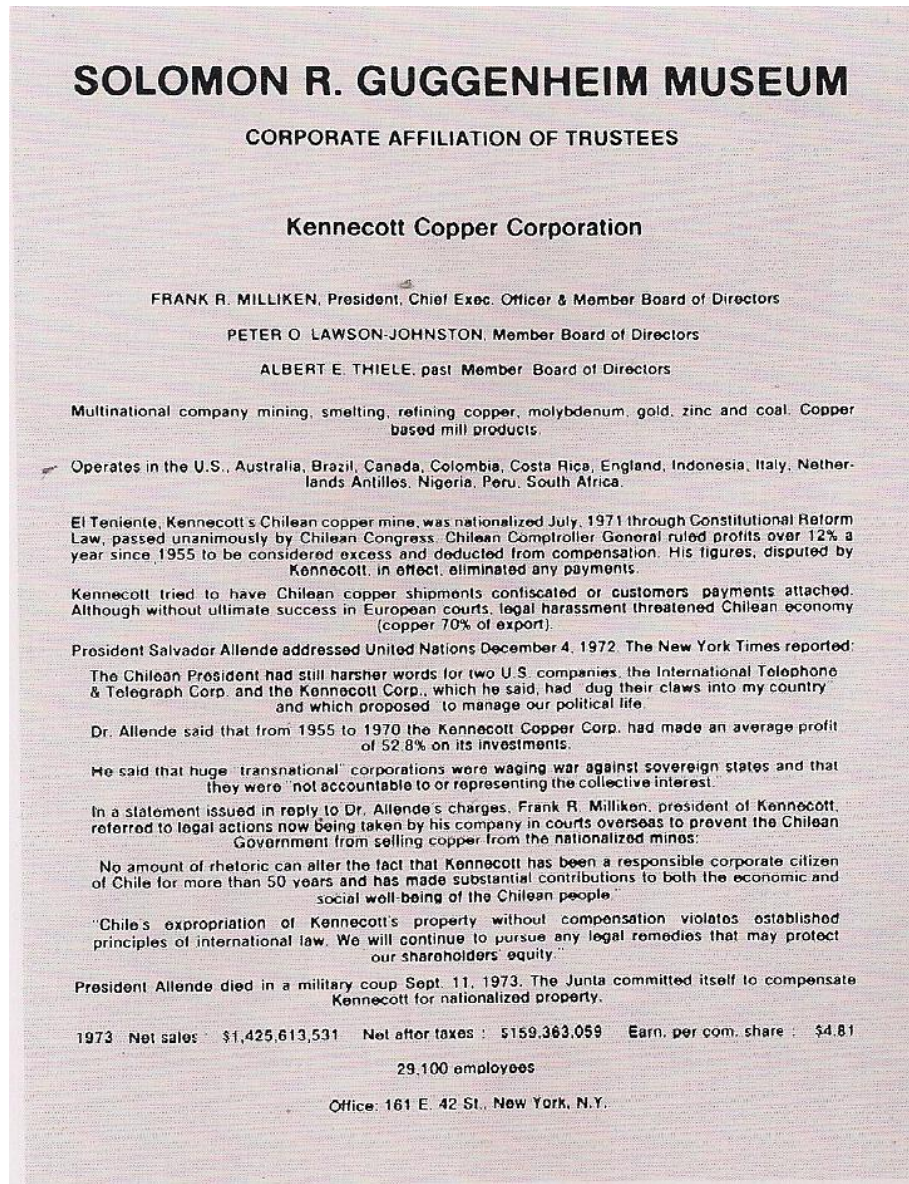 SOLOMON R. GUGGENHEIM MUSEUM
CORPORATE AFFILIATION OF TRUSTEES
Kennecott Copper Corporation
FRANK R. MILLIKEN, President, Chief Exec. Officer & Member Board of Directors
PETER O LAWSON-JOHNSTON, Member Board of Directors
ALBERT E. THIELE, past Member Board of Directors
Multinational company mining, smelting, refining copper, molybdenum, gold, zinc and coal. Copper
based mill products.
Operates in the U.S., Australia, Brazil, Canada, Colombia, Costa Rica, England, Indonesia, Italy, Nether-
lands Antilles, Nigeria, Peru, South Africa.
El Teniente, Kennecott's Chilean copper mine, was nationalized July, 1971 through Constitutional Reform
Law, passed unanimously by Chilean Congress. Chilean Comptroller General ruled profits over 12% a
year since 1955 to be considered excess and deducted from compensation. His figures, disputed by
Kennecott, in effect, eliminated any payments.
Kennecott tried to have Chilean copper shipments confiscated or customers payments attached.
Although without ultimate success in European courts, legal harassment threatened Chilean economy
(copper 70% of export).
President Salvador Allende addressed United Nations December 4, 1972. The New York Times reported:
The Chilean President had still harsher words for two U.S. companies, the International Telephone
& Telegraph Corp. and the Kennecott Corp., which he said, had "dug their claws into my country"
and which proposed "to manage our political life.
Dr. Allende said that from 1955 to 1970 the Kennecott Copper Corp. had made an average profit
of 52.8% on its investments.
He said that huge "transnational" corporations were waging war against sovereign states and that
they were "not accountable to or representing the collective interest."
In a statement issued in reply to Dr. Allende's charges, Frank R. Milliken, president of Kennecott,
referred to legal actions now being taken by his company in courts overseas to prevent the Chilean
Government from selling copper from the nationalized mines:
No amount of rhetoric can alter the fact that Kennecott has been a responsible corporate citizen
of Chile for more than 50 years and has made substantial contributions to both the economic and
social well-being of the Chilean people."
"Chile's expropriation of Kennecott's property without compensation violates established
principles of international law. We will continue to pursue any legal remedies that may protect
our shareholders' equity."
President Allende died in a military coup Sept. 11, 1973. The Junta committed itself to compensate
Kennecott for nationalized property.
1973 Net sales : $1,425,613,531 Net after taxes : $159,363,059 Earn. per com. share : $4.81
29,100 employees
Office: 161 E. 42 St., New York, N.Y.